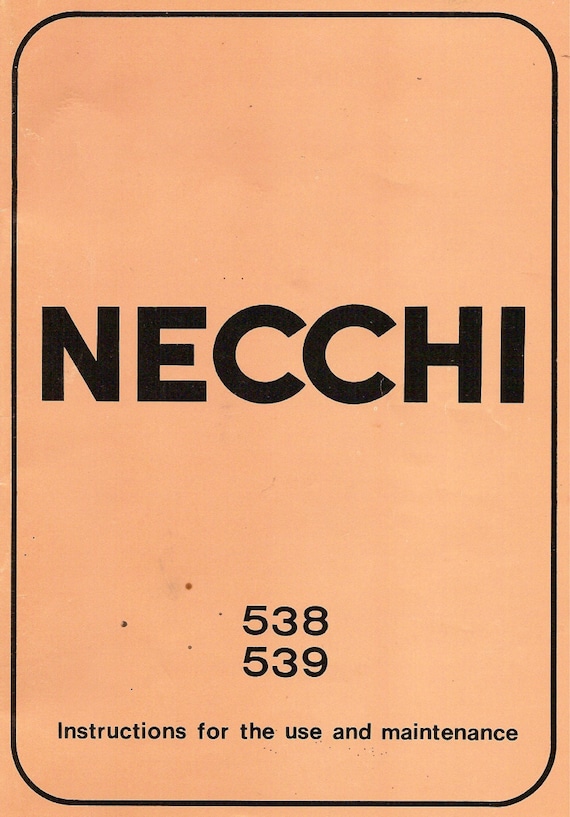 NECCHI
538
539
Instructions for the use and maintenance